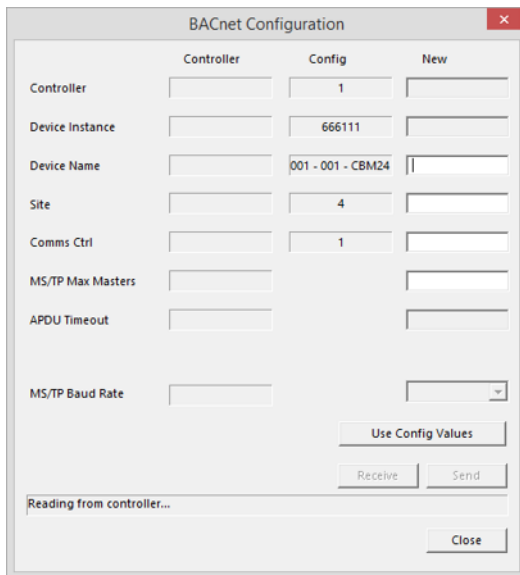 BACnet Configuration
Controller Config New
Controller 1
Device Instance 666111
Device Name 001 - 001 - CBM24
Site 4
Comms Ctrl 1
MS/TP Max Masters
APDU Timeout
MS/TP Baud Rate
Use Config Values
Receive Send
Reading from controller...
Close